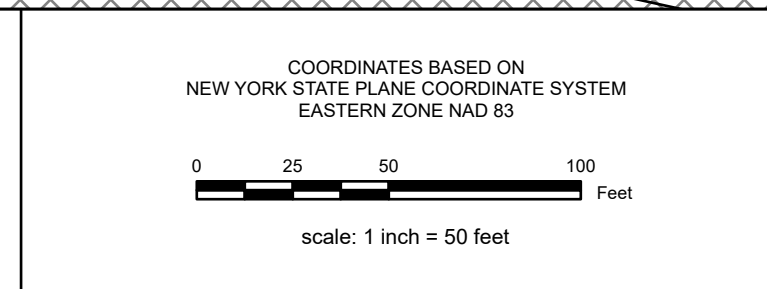 COORDINATES BASED ON
NEW YORK STATE PLANE COORDINATE SYSTEM
EASTERN ZONE NAD 83
0 25 50 100
Feet
scale: 1 inch = 50 feet